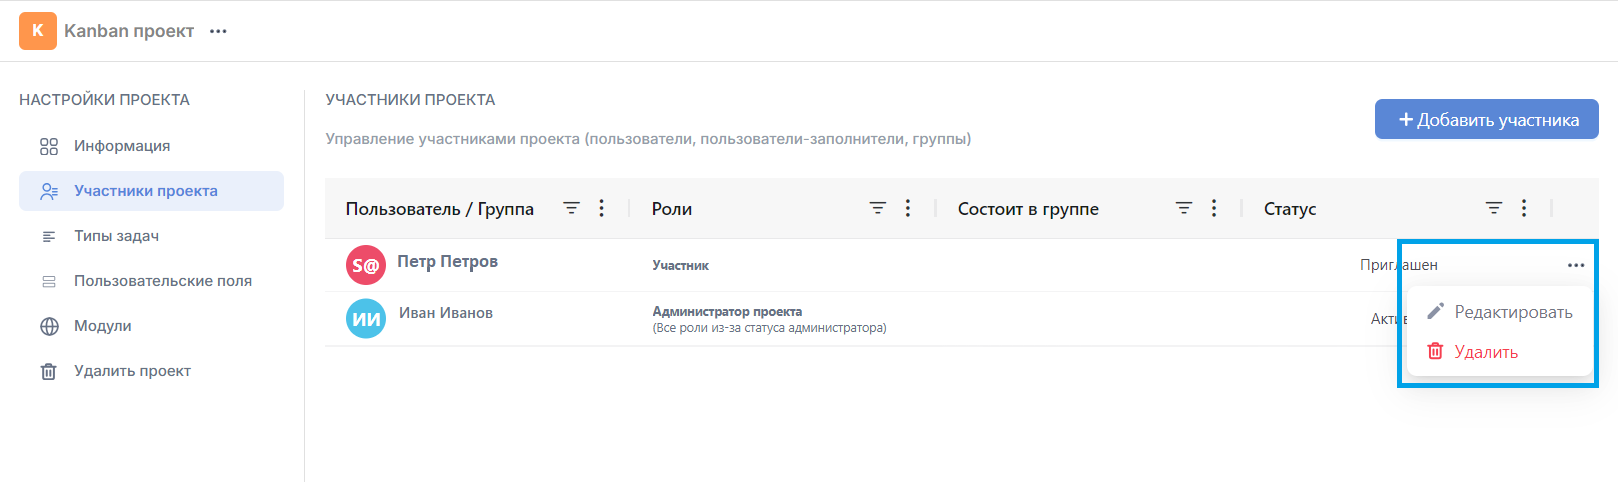 K Kanban проект
НАСТРОЙКИ ПРОЕКТА
Информация
Участники проекта
Типы задач
Пользовательские поля
Модули
Удалить проект
УЧАСТНИКИ ПРОЕКТА
Управление участниками проекта (пользователи, пользователи-заполнители, группы)
+ Добавить участника
Пользователь / Группа Роли Состоит в группе Статус
S@ Петр Петров Участник Приглашен
ИИ Иван Иванов Администратор проекта
(Все роли из-за статуса администратора)
Редактировать
Удалить